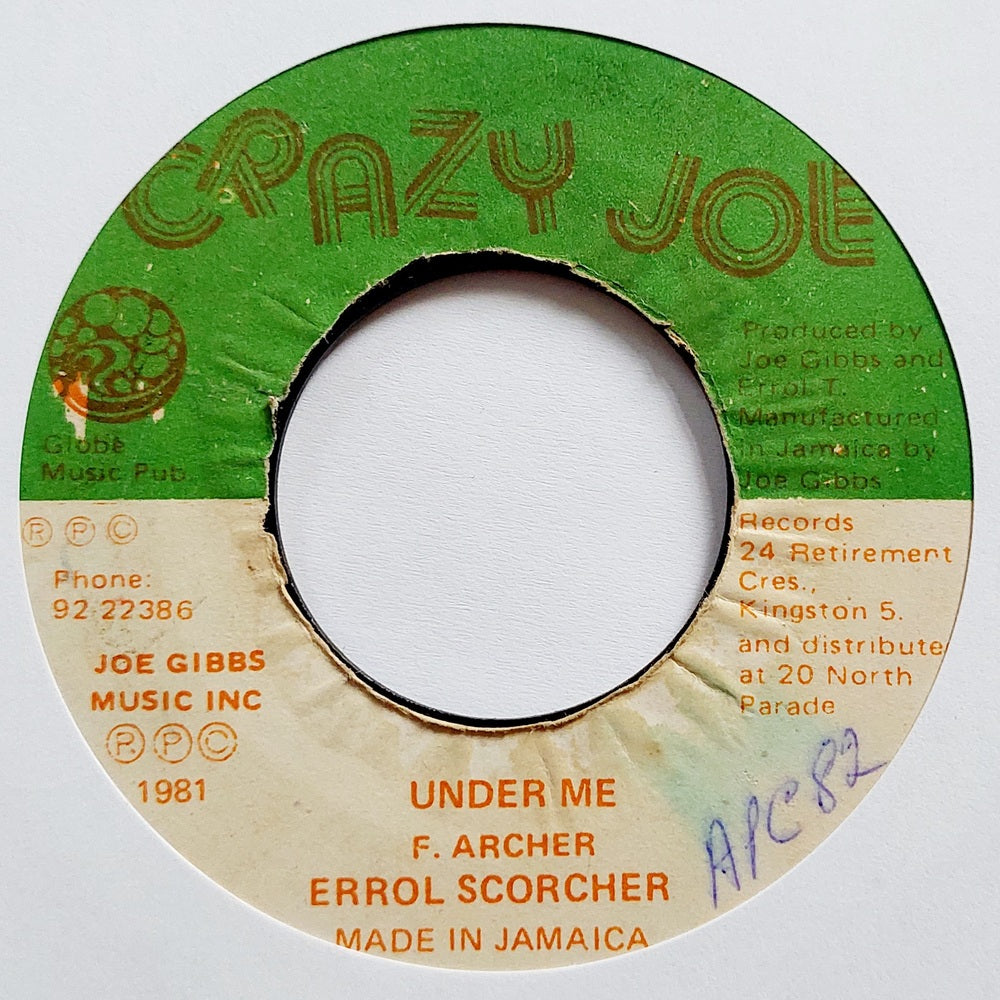 CRAZY JOE
Globe
Music Pub
Ⓡ Ⓟ Ⓒ
Phone:
92 22386
JOE GIBBS
MUSIC INC
Ⓡ Ⓟ Ⓒ
1981
Produced by
Joe Gibbs and
Errol T.
Manufactured
in Jamaica by
Joe Gibbs
Records
24 Retirement
Cres.,
Kingston 5.
and distribute
at 20 North
Parade
UNDER ME
F. ARCHER
ERROL SCORCHER
MADE IN JAMAICA